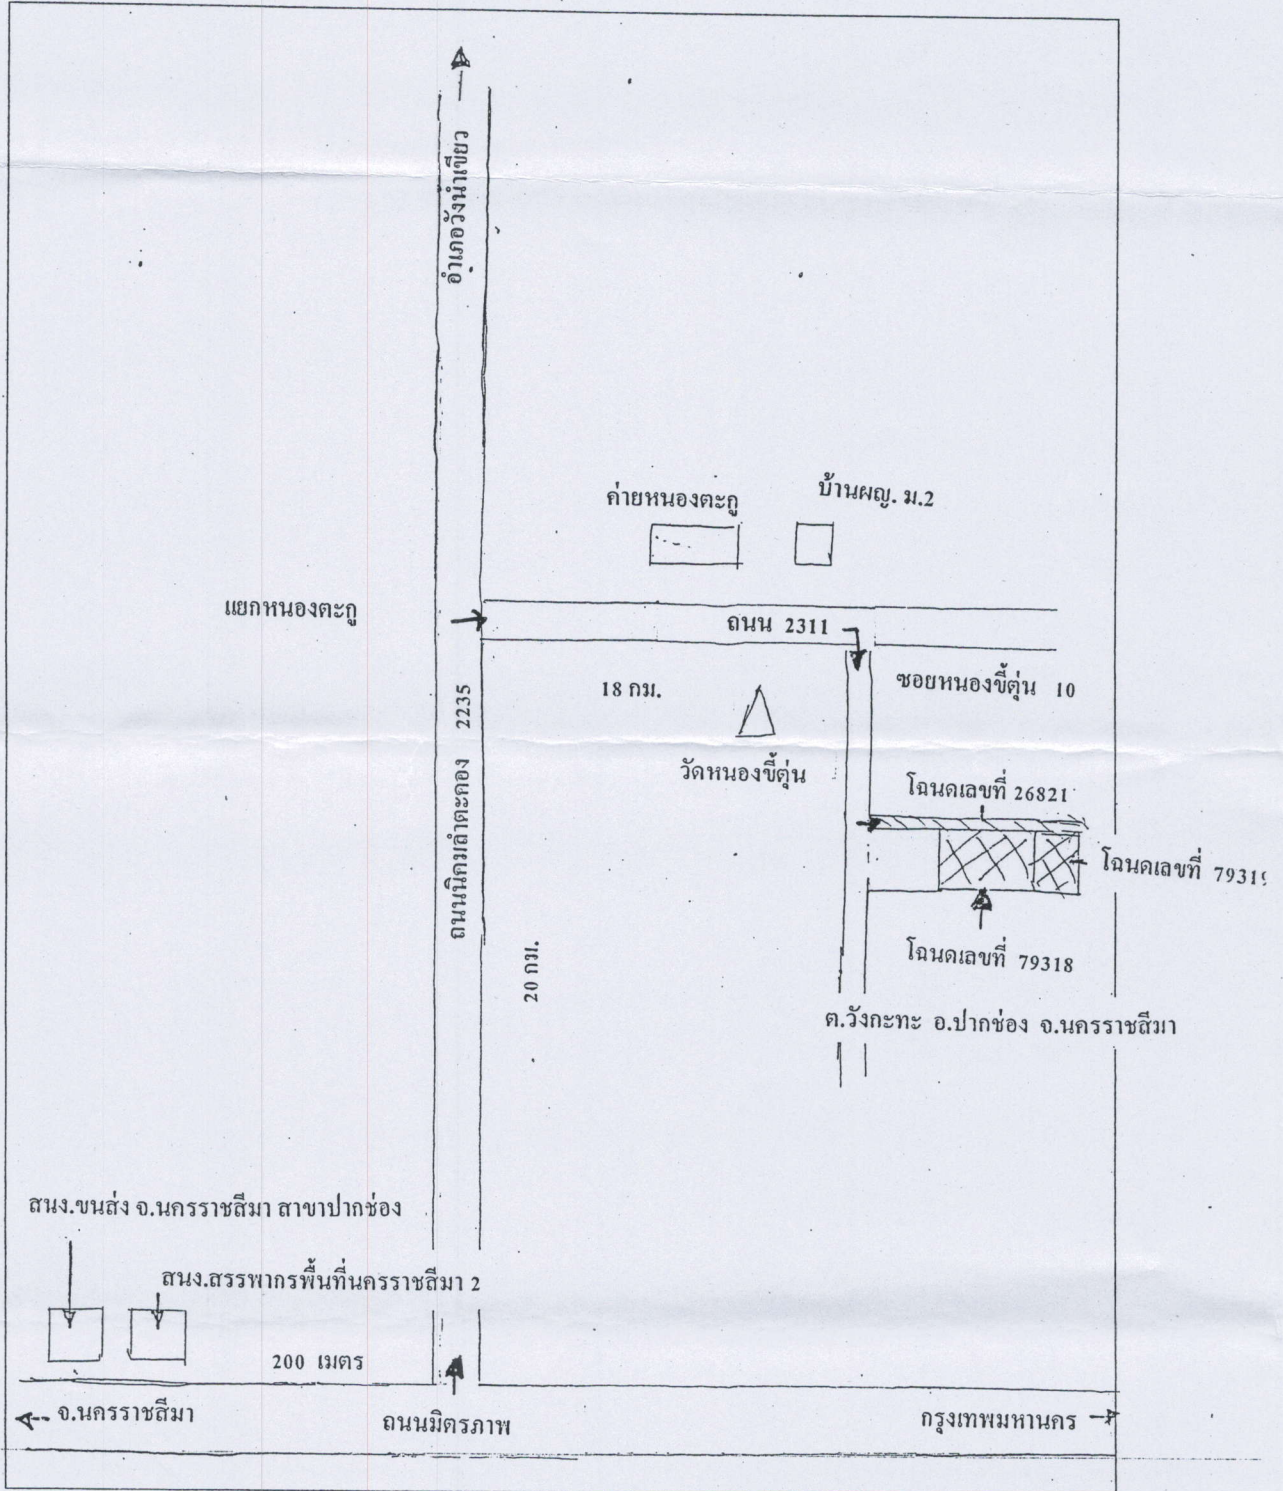 อำเภอวังน้ำเขียว
ค่ายหนองตะกู
บ้านผญ. ม.2
แยกหนองตะกู
ถนน 2311
18 กม.
ซอยหนองขี้ตุ่น 10
วัดหนองขี้ตุ่น
ถนนนิคมลำตะคอง 2235
โฉนดเลขที่ 26821
โฉนดเลขที่ 79319
โฉนดเลขที่ 79318
20 กม.
ต.วังกะทะ อ.ปากช่อง จ.นครราชสีมา
สนง.ขนส่ง จ.นครราชสีมา สาขาปากช่อง
สนง.สรรพากรพื้นที่นครราชสีมา 2
200 เมตร
จ.นครราชสีมา
ถนนมิตรภาพ
กรุงเทพมหานคร